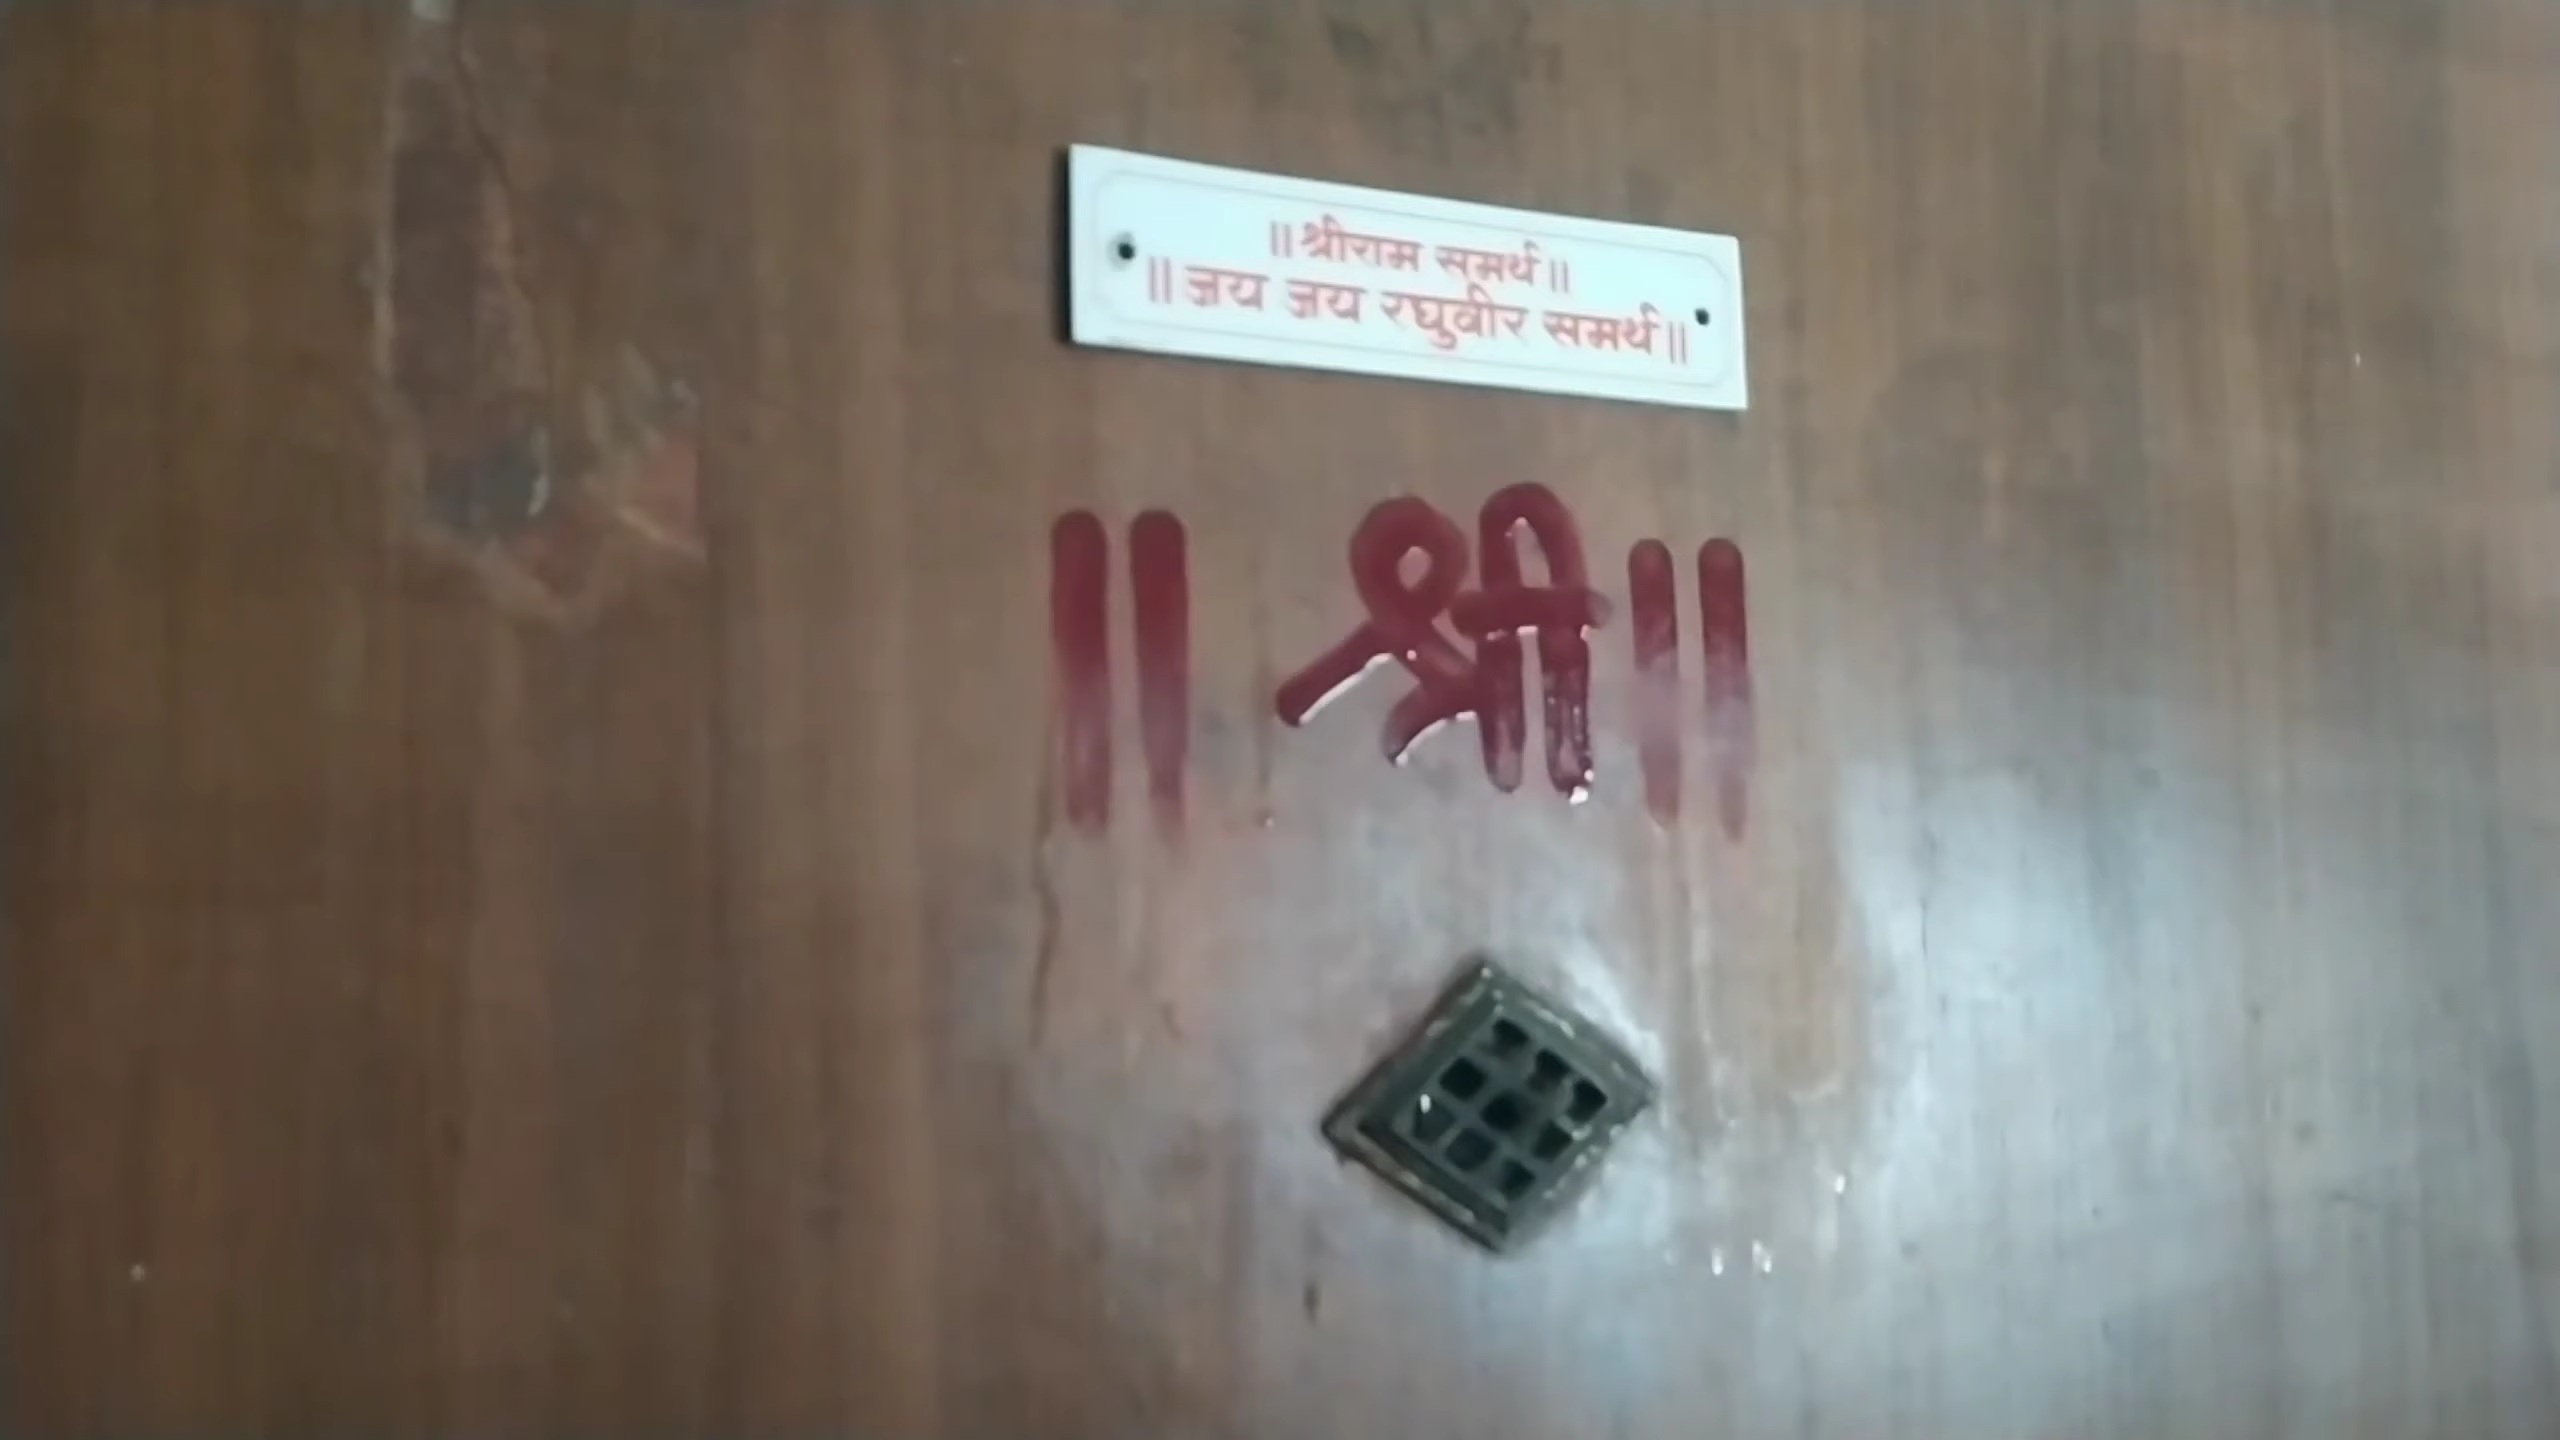 ॥श्रीराम समर्थ॥
॥जय जय रघुवीर समर्थ॥
॥ श्री ॥